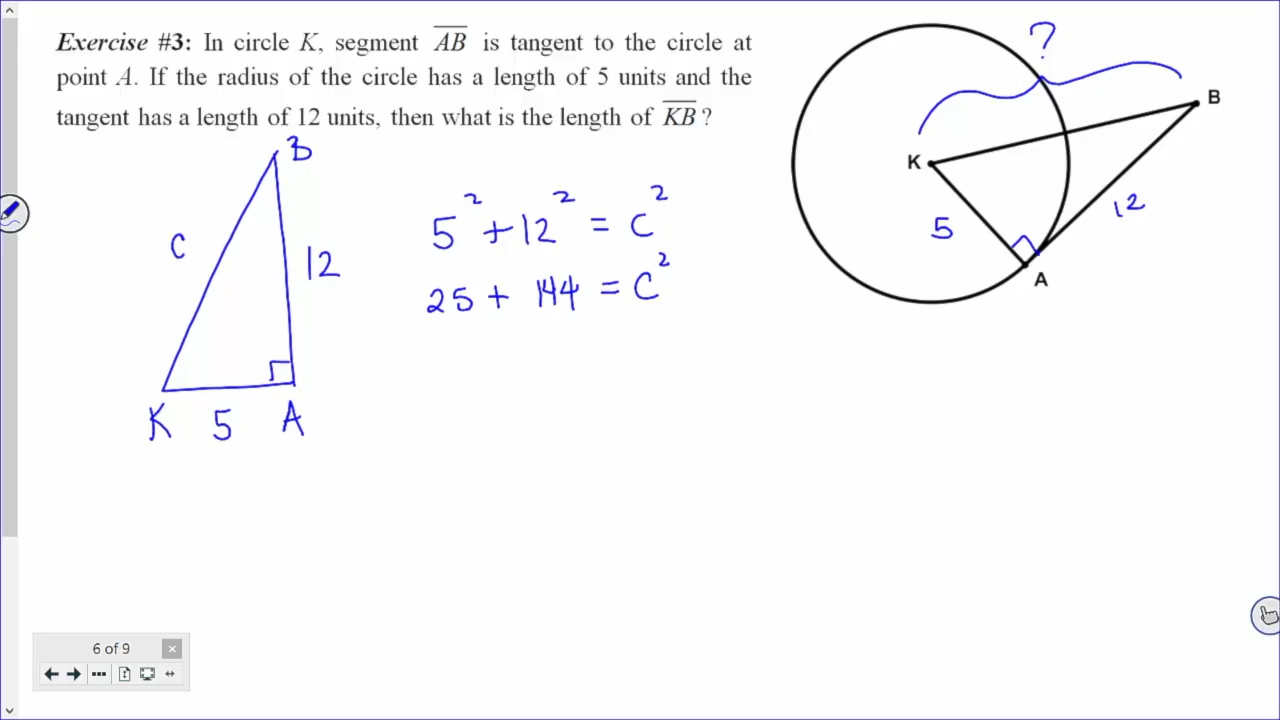 Exercise #3: In circle K, segment AB is tangent to the circle at
point A. If the radius of the circle has a length of 5 units and the
tangent has a length of 12 units, then what is the length of KB ?
?
B
K
12
5
A
B
C
12
K 5 A
5² + 12² = C²
25 + 144 = C²
6 of 9